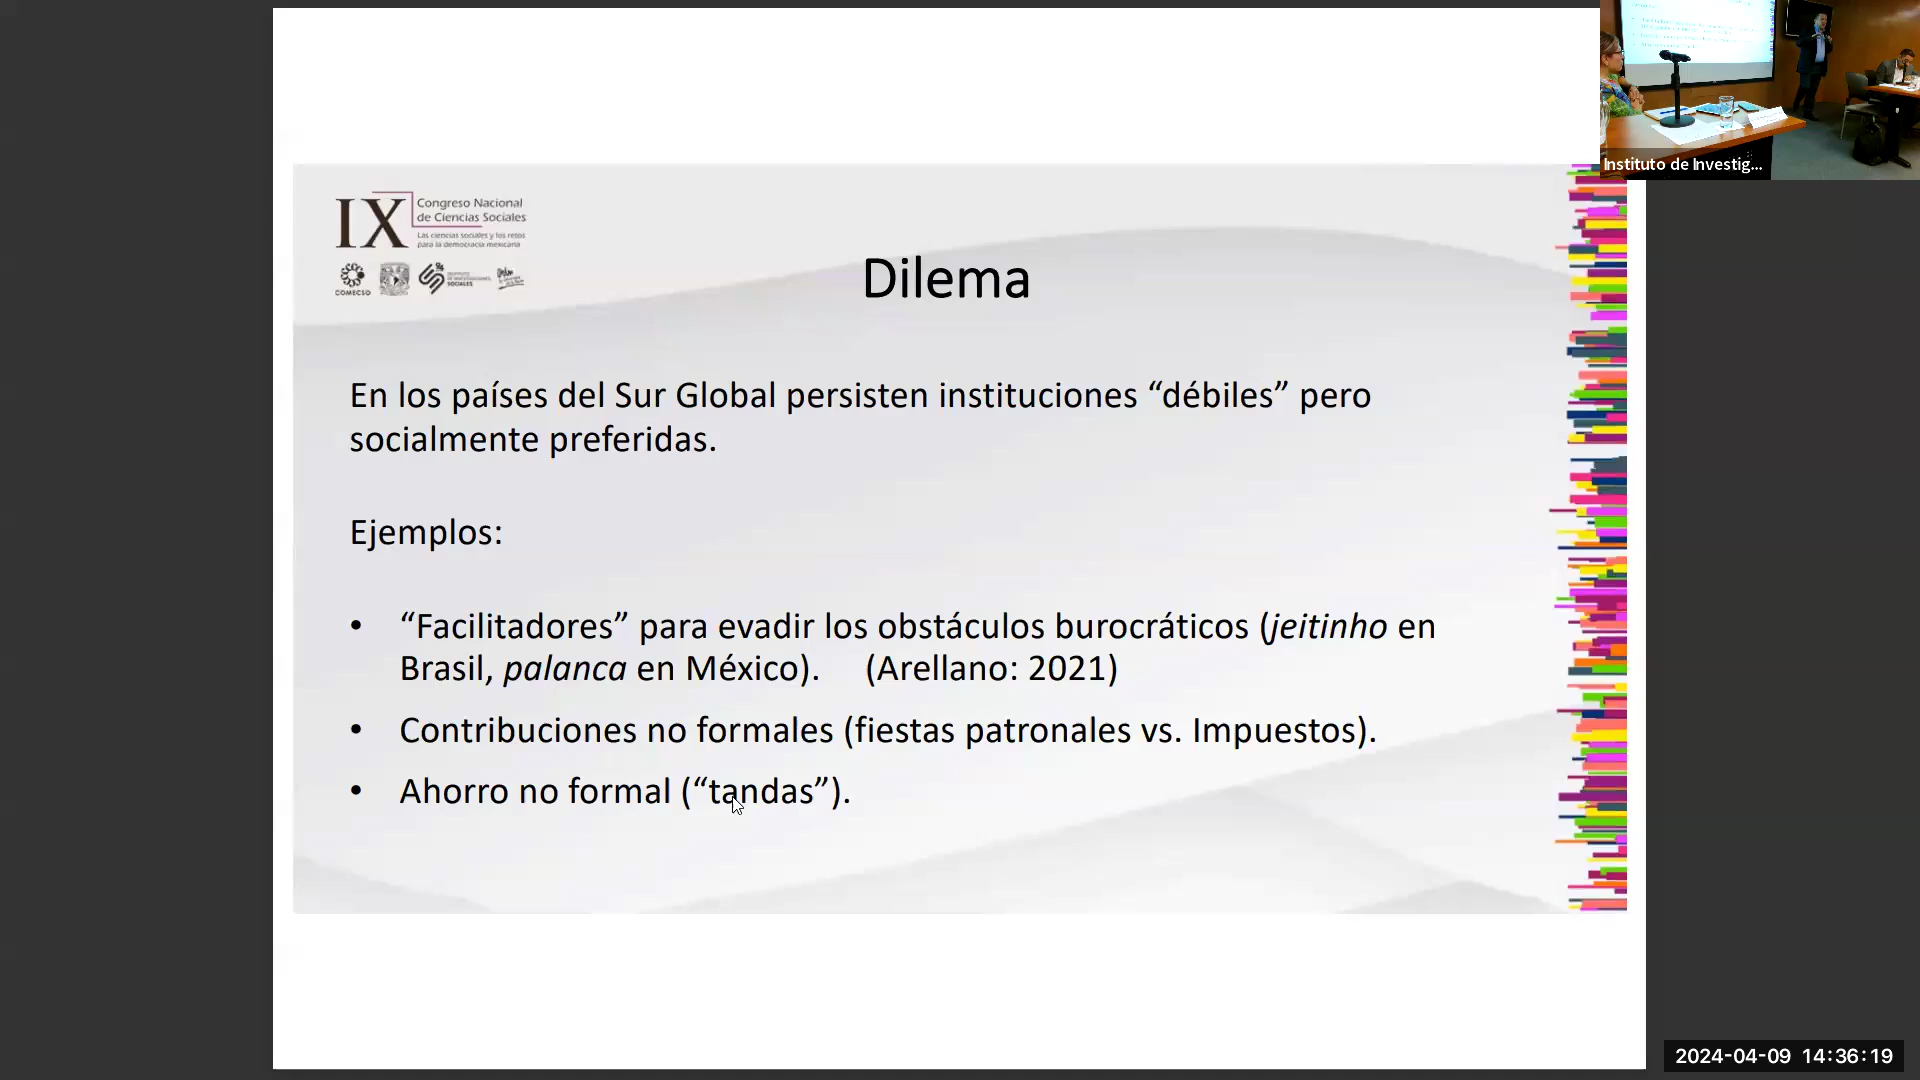 Instituto de Investig...
IX
Congreso Nacional
de Ciencias Sociales
Las ciencias sociales y los retos
para la democracia mexicana
COMECSO
Dilema
En los países del Sur Global persisten instituciones “débiles” pero
socialmente preferidas.
Ejemplos:
• “Facilitadores” para evadir los obstáculos burocráticos (jeitinho en
Brasil, palanca en México). (Arellano: 2021)
• Contribuciones no formales (fiestas patronales vs. Impuestos).
• Ahorro no formal (“tandas”).
2024-04-09 14:36:19